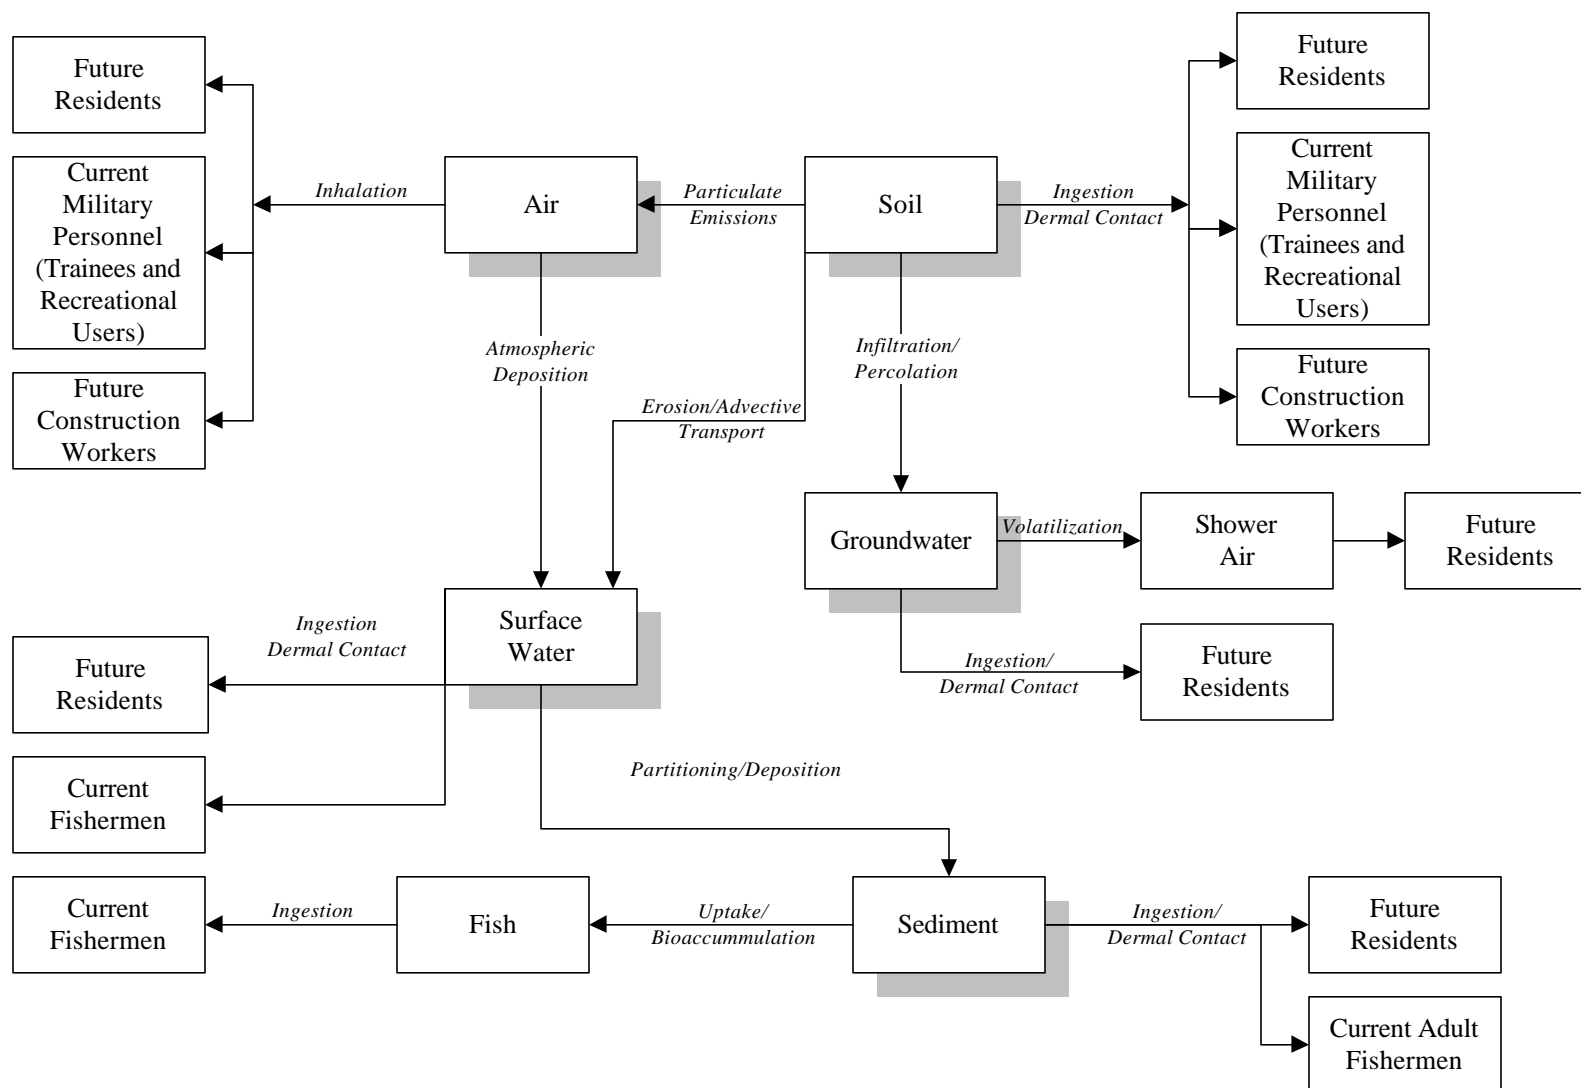 Future
Residents
Current
Military
Personnel
(Trainees and
Recreational
Users)
Future
Construction
Workers
Inhalation
Air
Particulate
Emissions
Soil
Ingestion
Dermal Contact
Future
Residents
Current
Military
Personnel
(Trainees and
Recreational
Users)
Future
Construction
Workers
Atmospheric
Deposition
Infiltration/
Percolation
Erosion/Advective
Transport
Groundwater
Volatilization
Shower
Air
Future
Residents
Ingestion/
Dermal Contact
Future
Residents
Surface
Water
Ingestion
Dermal Contact
Future
Residents
Current
Fishermen
Partitioning/Deposition
Current
Fishermen
Ingestion
Fish
Uptake/
Bioaccummulation
Sediment
Ingestion/
Dermal Contact
Future
Residents
Current Adult
Fishermen